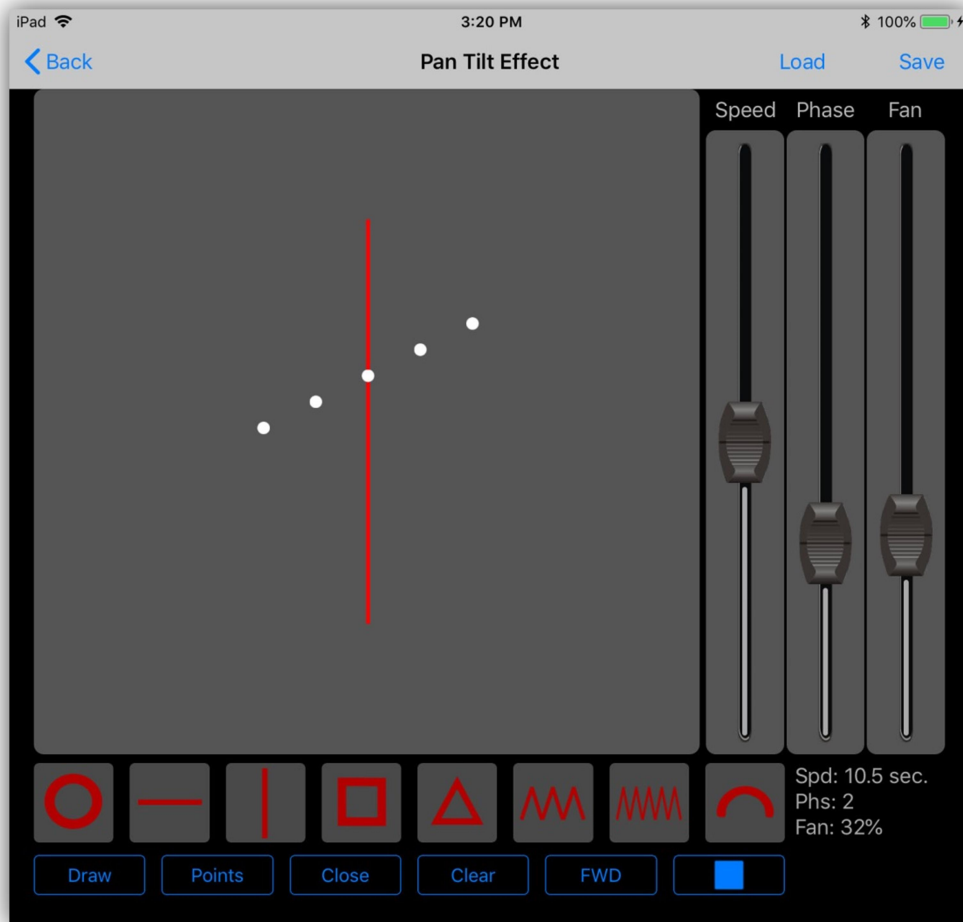 iPad 3:20 PM 100%
Back Pan Tilt Effect Load Save
Speed Phase Fan
Spd: 10.5 sec.
Phs: 2
Fan: 32%
Draw Points Close Clear FWD